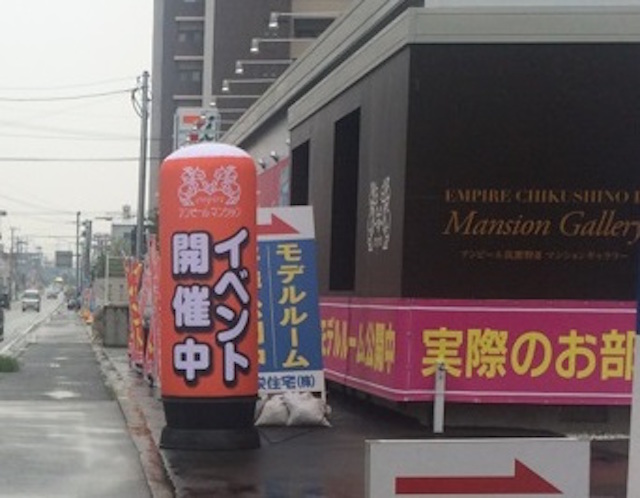 EMPIRE CHIKUSHINO
Mansion Gallery
アンピール筑紫野 マンションギャラリー
アンピールマンション
イベント
開催中
モデルルーム
モデルルーム公開中
実際のお部
住宅(株)